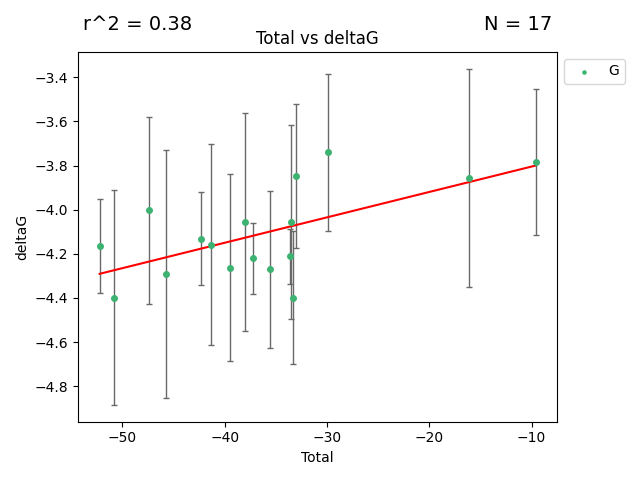 r^2 = 0.38
N = 17
Total vs deltaG
G
−3.4
−3.6
−3.8
−4.0
−4.2
−4.4
−4.6
−4.8
deltaG
−50
−40
−30
−20
−10
Total